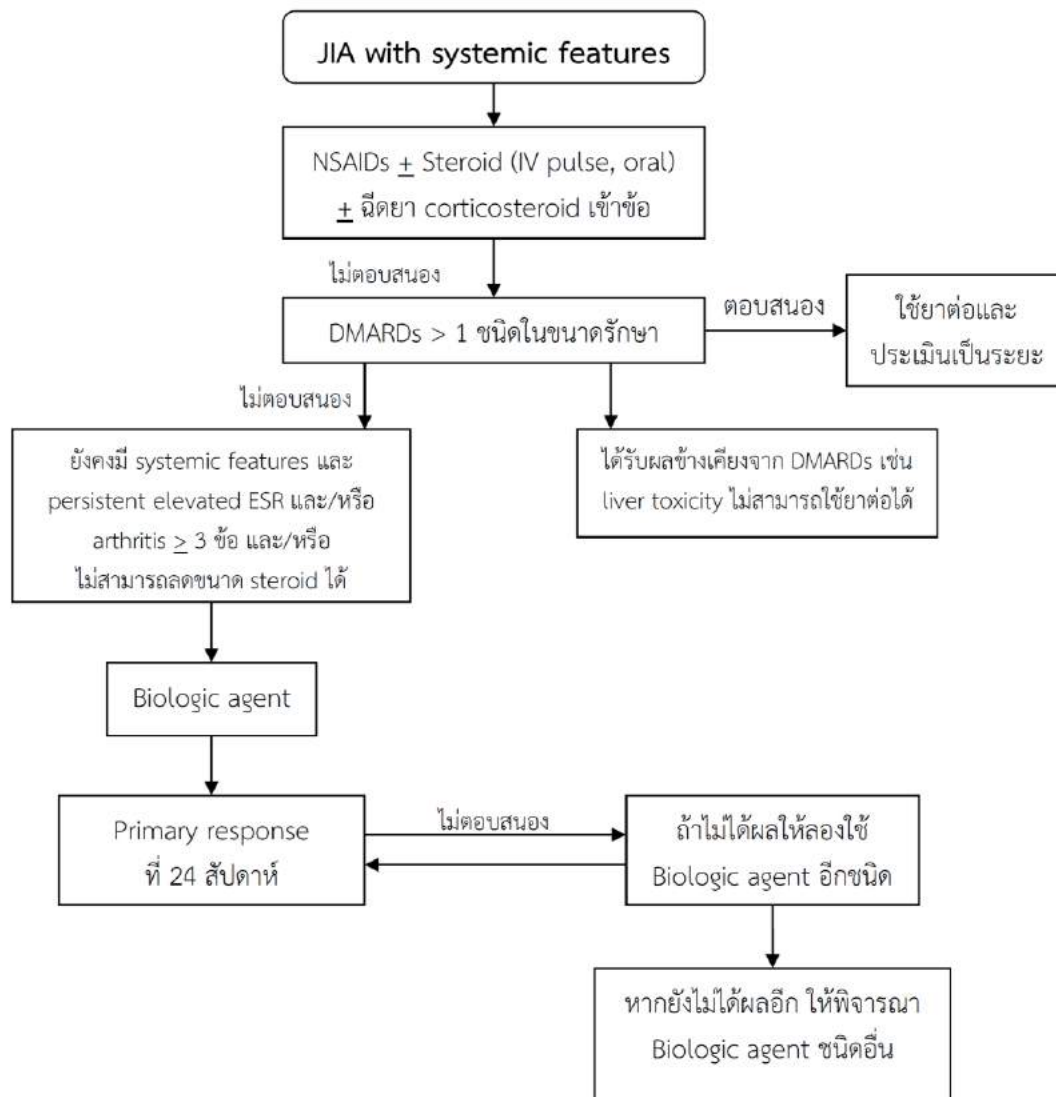 JIA with systemic features
NSAIDs ± Steroid (IV pulse, oral)
± ฉีดยา corticosteroid เข้าข้อ
ไม่ตอบสนอง
DMARDs > 1 ชนิดในขนาดรักษา
ตอบสนอง
ใช้ยาต่อและ
ประเมินเป็นระยะ
ไม่ตอบสนอง
ยังคงมี systemic features และ
persistent elevated ESR และ/หรือ
arthritis ≥ 3 ข้อ และ/หรือ
ไม่สามารถลดขนาด steroid ได้
ได้รับผลข้างเคียงจาก DMARDs เช่น
liver toxicity ไม่สามารถใช้ยาต่อได้
Biologic agent
Primary response
ที่ 24 สัปดาห์
ไม่ตอบสนอง
ถ้าไม่ได้ผลให้ลองใช้
Biologic agent อีกชนิด
หากยังไม่ได้ผลอีก ให้พิจารณา
Biologic agent ชนิดอื่น